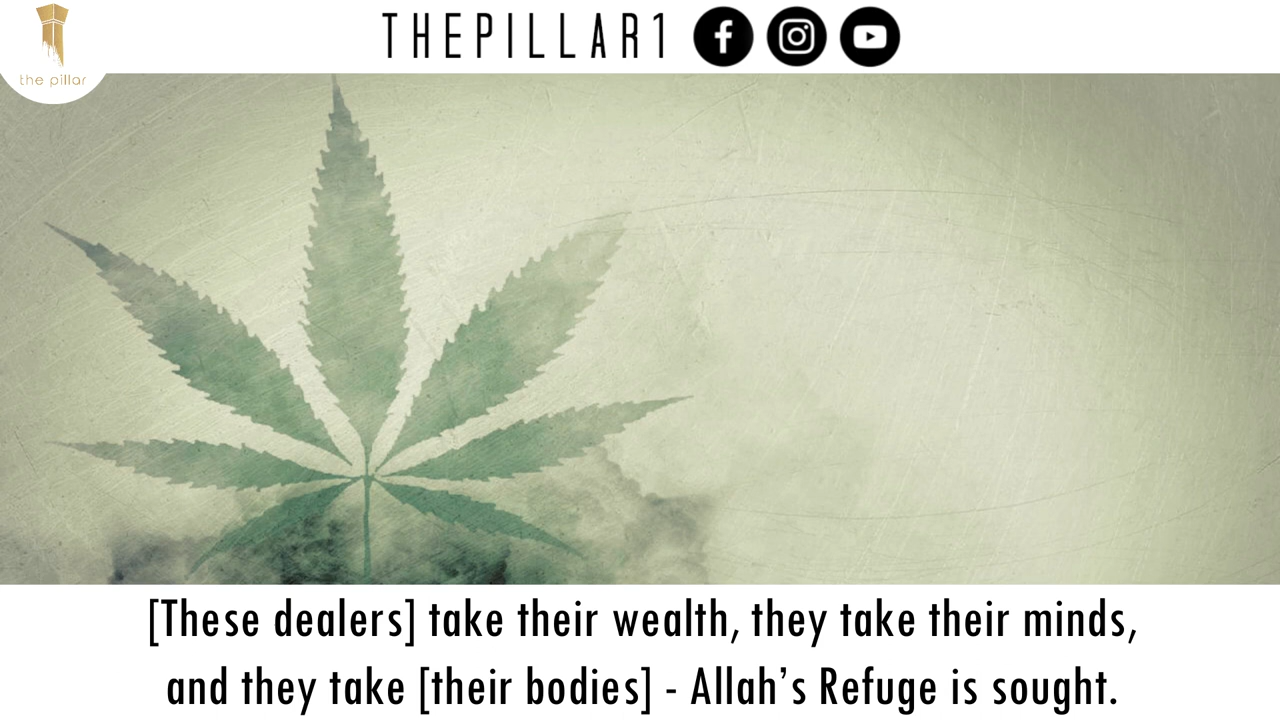 THEPILLAR1
the pillar
[These dealers] take their wealth, they take their minds,
and they take [their bodies] - Allah’s Refuge is sought.